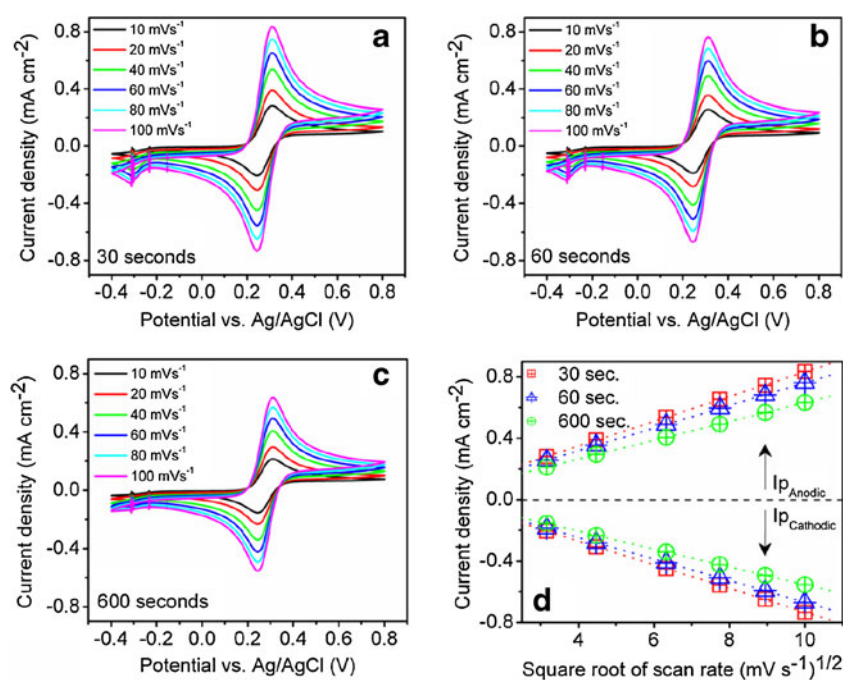 a
10 mVs⁻¹
20 mVs⁻¹
40 mVs⁻¹
60 mVs⁻¹
80 mVs⁻¹
100 mVs⁻¹
30 seconds
0.8
0.4
0.0
-0.4
-0.8
Current density (mA cm⁻²)
-0.4 -0.2 0.0 0.2 0.4 0.6 0.8
Potential vs. Ag/AgCl (V)
b
10 mVs⁻¹
20 mVs⁻¹
40 mVs⁻¹
60 mVs⁻¹
80 mVs⁻¹
100 mVs⁻¹
60 seconds
0.8
0.4
0.0
-0.4
-0.8
Current density (mA cm⁻²)
-0.4 -0.2 0.0 0.2 0.4 0.6 0.8
Potential vs. Ag/AgCl (V)
c
10 mVs⁻¹
20 mVs⁻¹
40 mVs⁻¹
60 mVs⁻¹
80 mVs⁻¹
100 mVs⁻¹
600 seconds
0.8
0.4
0.0
-0.4
-0.8
Current density (mA cm⁻²)
-0.4 -0.2 0.0 0.2 0.4 0.6 0.8
Potential vs. Ag/AgCl (V)
30 sec.
60 sec.
600 sec.
Ip Anodic
Ip Cathodic
d
0.8
0.4
0.0
-0.4
-0.8
Current density (mA cm⁻²)
4 6 8 10
Square root of scan rate (mV s⁻¹)1/2